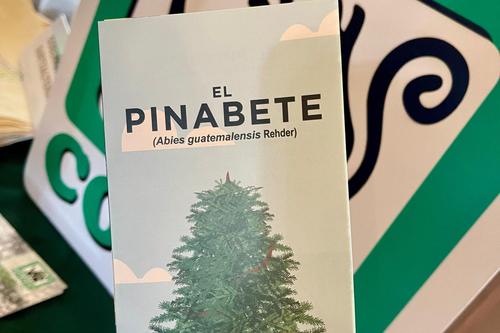 EL
PINABETE
(Abies guatemalensis Rehder)